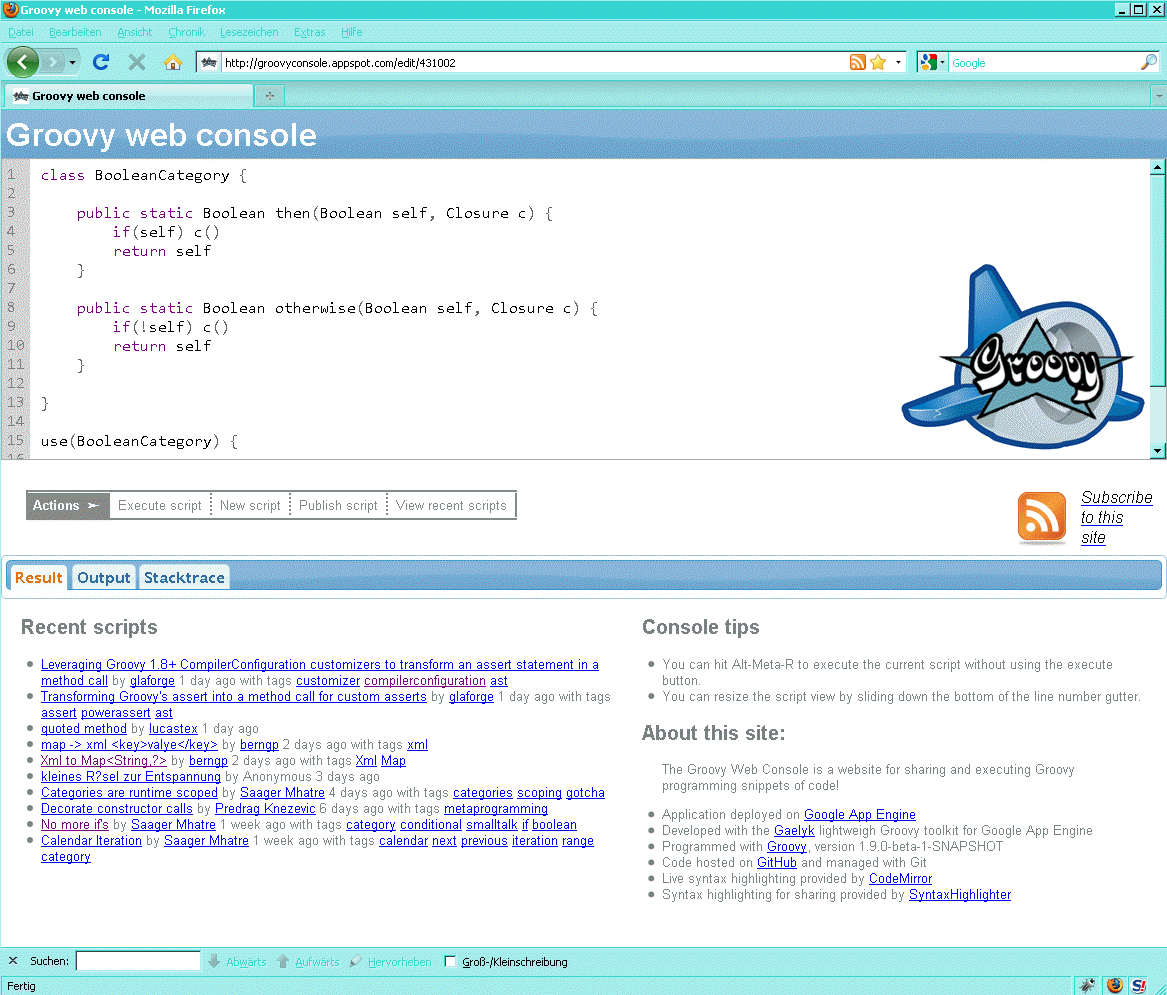 Groovy web console - Mozilla Firefox
Datei Bearbeiten Ansicht Chronik Lesezeichen Extras Hilfe
http://groovyconsole.appspot.com/edit/431002
Google
Groovy web console
Groovy web console
1 class BooleanCategory {
2
3 public static Boolean then(Boolean self, Closure c) {
4 if(self) c()
5 return self
6 }
7
8 public static Boolean otherwise(Boolean self, Closure c) {
9 if(!self) c()
10 return self
11 }
12
13 }
14
15 use(BooleanCategory) {
16
Groovy
Actions ➛ Execute script New script Publish script View recent scripts
Subscribe
to this
site
Result Output Stacktrace
Recent scripts
Leveraging Groovy 1.8+ CompilerConfiguration customizers to transform an assert statement in a
method call by glaforge 1 day ago with tags customizer compilerconfiguration ast
Transforming Groovy's assert into a method call for custom asserts by glaforge 1 day ago with tags
assert powerassert ast
quoted method by lucastex 1 day ago
map -> xml <key>valye</key> by berngp 2 days ago with tags xml
Xml to Map<String,?> by berngp 2 days ago with tags Xml Map
kleines R?sel zur Entspannung by Anonymous 3 days ago
Categories are runtime scoped by Saager Mhatre 4 days ago with tags categories scoping gotcha
Decorate constructor calls by Predrag Knezevic 6 days ago with tags metaprogramming
No more if's by Saager Mhatre 1 week ago with tags category conditional smalltalk if boolean
Calendar Iteration by Saager Mhatre 1 week ago with tags calendar next previous iteration range
category
Console tips
You can hit Alt-Meta-R to execute the current script without using the execute
button.
You can resize the script view by sliding down the bottom of the line number gutter.
About this site:
The Groovy Web Console is a website for sharing and executing Groovy
programming snippets of code!
Application deployed on Google App Engine
Developed with the Gaelyk lightweigh Groovy toolkit for Google App Engine
Programmed with Groovy, version 1.9.0-beta-1-SNAPSHOT
Code hosted on GitHub and managed with Git
Live syntax highlighting provided by CodeMirror
Syntax highlighting for sharing provided by SyntaxHighlighter
Suchen: Abwärts Aufwärts Hervorheben Groß-/Kleinschreibung
Fertig
S!